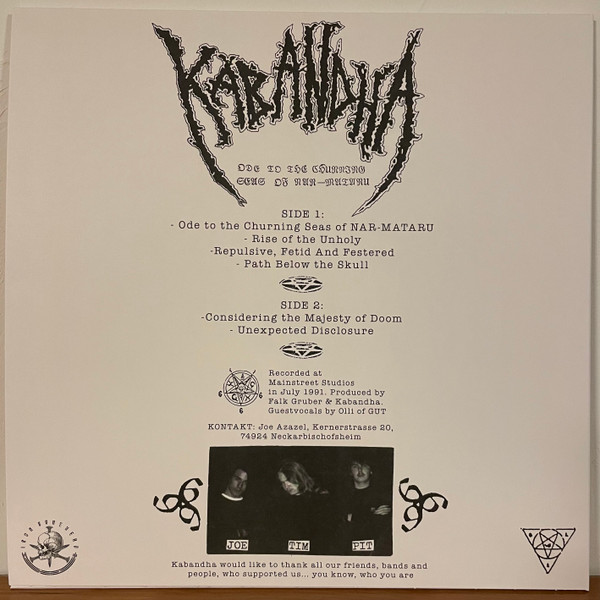 KABANDHA
ODE TO THE CHURNING
SEAS OF NAR-MATARU
SIDE 1:
- Ode to the Churning Seas of NAR-MATARU
- Rise of the Unholy
-Repulsive, Fetid And Festered
- Path Below the Skull
SIDE 2:
-Considering the Majesty of Doom
- Unexpected Disclosure
Recorded at
Mainstreet Studios
in July 1991. Produced by
Falk Gruber & Kabandha.
Guestvocals by Olli of GUT
6 6
6
KONTAKT: Joe Azazel, Kernerstrasse 20,
74924 Neckarbischofsheim
JOE TIM PIT
Kabandha would like to thank all our friends, bands and
people, who supported us... you know, who you are